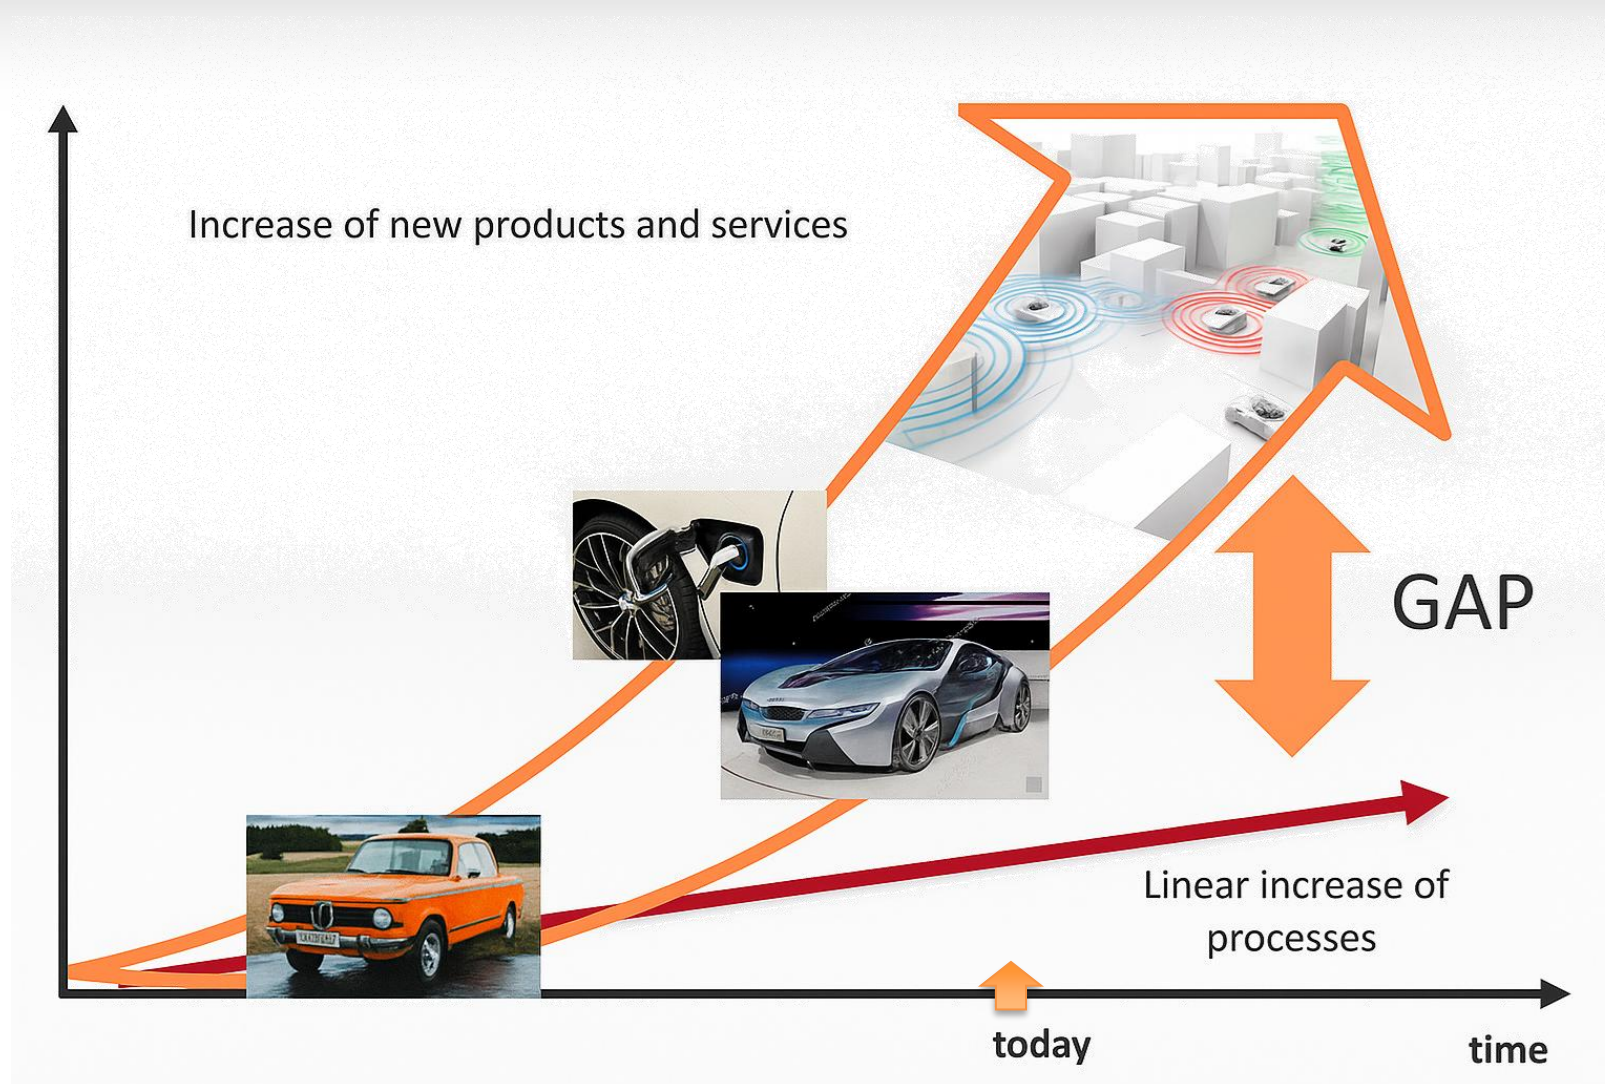 Increase of new products and services
GAP
Linear increase of
processes
today
time